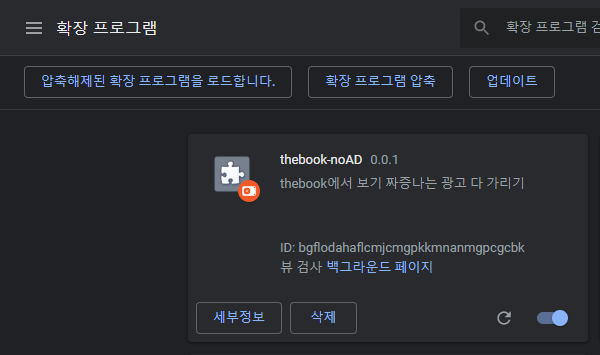 확장 프로그램
확장 프로그램 검
압축해제된 확장 프로그램을 로드합니다.
확장 프로그램 압축
업데이트
thebook-noAD 0.0.1
thebook에서 보기 짜증나는 광고 다 가리기
ID: bgflodahaflcmjcmgpkkmnanmgpcgcbk
뷰 검사 백그라운드 페이지
세부정보
삭제